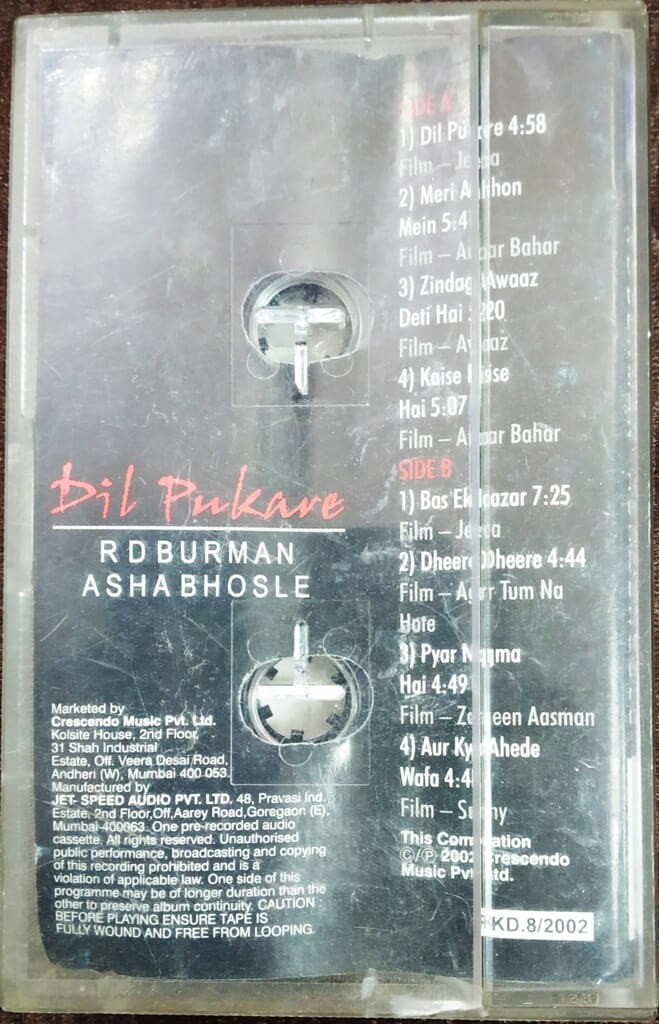 SIDE A
1) Dil Pukare 4:58
Film – Jeeva
2) Meri Ankhon
Mein 5:4
Film – Anaar Bahar
3) Zindagi Awaaz
Deti Hai
Film – Awaaz
4) Kaise
Hai 5:07
Film – Anaar Bahar
SIDE B
1) Bas Ek 7:25
Film – Jeeva
2) Dheere Dheere 4:44
Film – Agarr Tum Na
Hote
3) Pyar Nagma
Hai 4:49
Film – Zameen Aasman
4) Aur Kya Ahede
Wafa 4:4
Film – Sunny
This Compilation
©/℗ 2002 Crescendo
Music Pvt. Ltd.
KD.8/2002
Dil Pukare
R D BURMAN
ASHA BHOSLE
Marketed by
Crescendo Music Pvt. Ltd.
Kolsite House, 2nd Floor,
31 Shah Industrial
Estate, Off. Veera Desai Road,
Andheri (W), Mumbai 400 053.
Manufactured by
JET- SPEED AUDIO PVT. LTD. 48, Pravasi Ind.
Estate, 2nd Floor,Off,Aarey Road,Goregaon (E),
Mumbai-400063. One pre-recorded audio
cassette. All rights reserved. Unauthorised
public performance, broadcasting and copying
of this recording prohibited and is a
violation of applicable law. One side of this
programme may be of longer duration than the
other to preserve album continuity. CAUTION :
BEFORE PLAYING ENSURE TAPE IS
FULLY WOUND AND FREE FROM LOOPING.